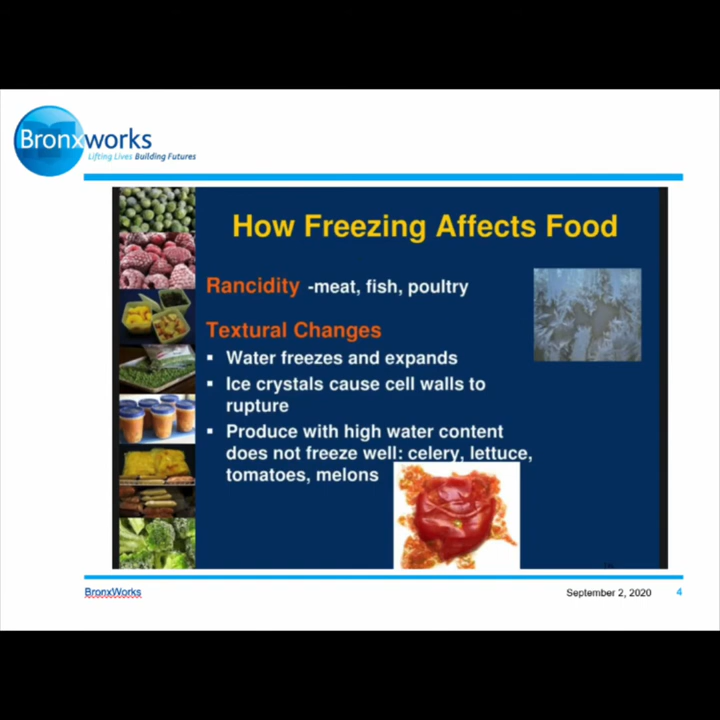 Bronxworks
Lifting Lives Building Futures
How Freezing Affects Food
Rancidity -meat, fish, poultry
Textural Changes
▪ Water freezes and expands
▪ Ice crystals cause cell walls to
rupture
▪ Produce with high water content
does not freeze well: celery, lettuce,
tomatoes, melons
BronxWorks
September 2, 2020 4